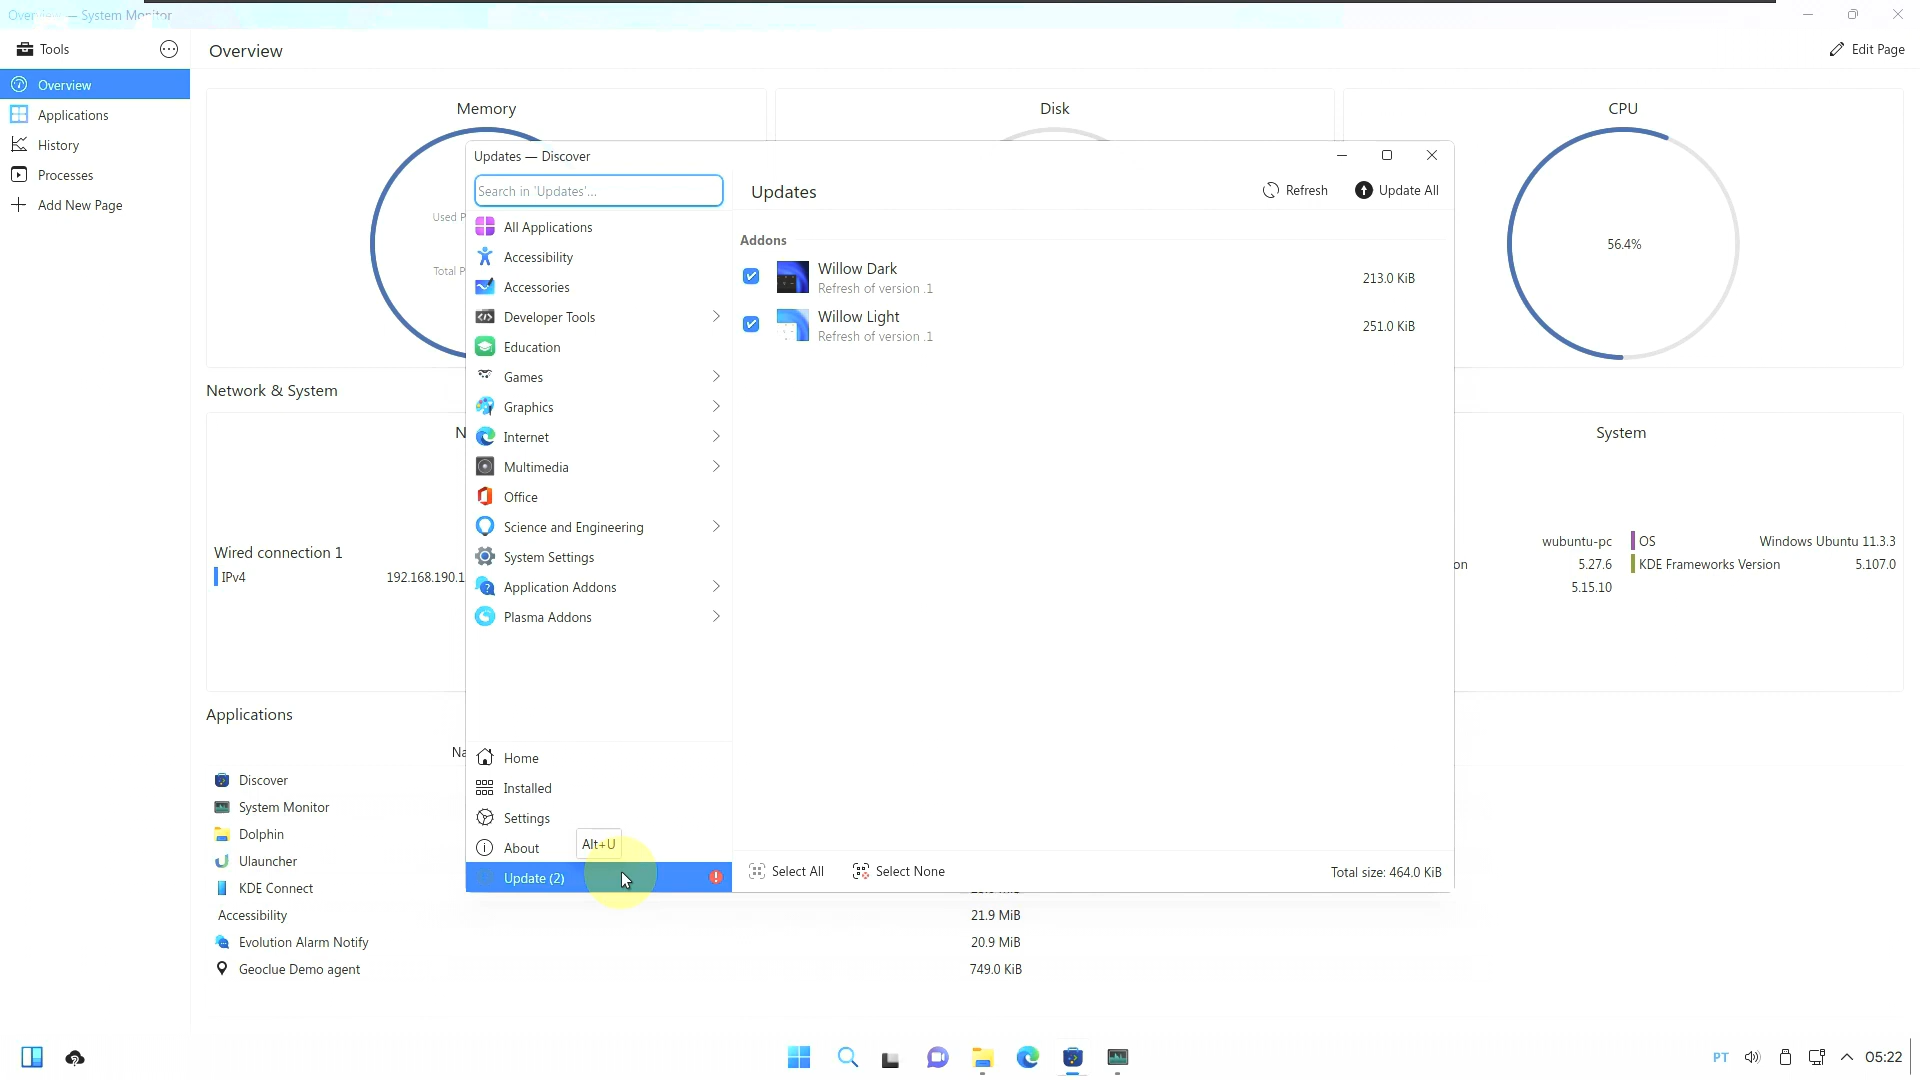 Overview — System Monitor
Tools
Overview
Edit Page
Overview
Applications
History
Processes
Add New Page
Memory
Disk
CPU
Used P
Total P
56.4%
Updates — Discover
Search in 'Updates'...
Updates
Refresh
Update All
All Applications
Accessibility
Accessories
Developer Tools
Education
Games
Graphics
Internet
Multimedia
Office
Science and Engineering
System Settings
Application Addons
Plasma Addons
Home
Installed
Settings
About
Alt+U
Update (2)
Addons
Willow Dark
Refresh of version .1
213.0 KiB
Willow Light
Refresh of version .1
251.0 KiB
Select All
Select None
Total size: 464.0 KiB
Network & System
N
Wired connection 1
IPv4
192.168.190.1
System
wubuntu-pc
OS
Windows Ubuntu 11.3.3
on
5.27.6
KDE Frameworks Version
5.107.0
5.15.10
Applications
Na
Discover
System Monitor
Dolphin
Ulauncher
KDE Connect
Accessibility
21.9 MiB
Evolution Alarm Notify
20.9 MiB
Geoclue Demo agent
749.0 KiB
PT
05:22